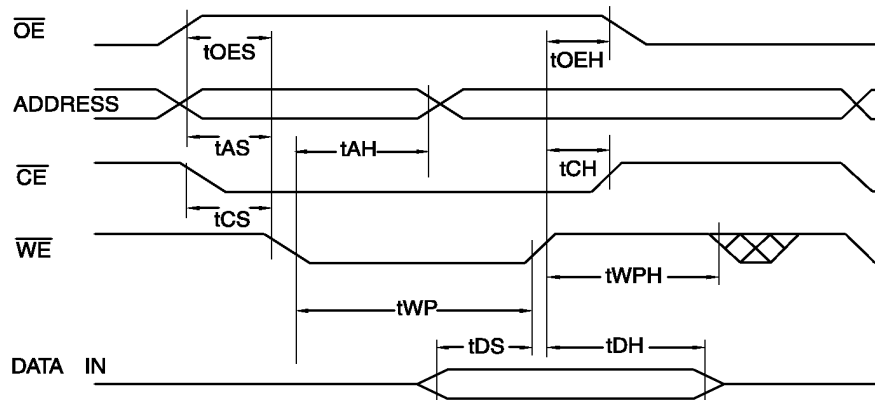 OE
tOES
tOEH
ADDRESS
tAS
tAH
tCH
CE
tCS
WE
tWPH
tWP
tDS
tDH
DATA IN